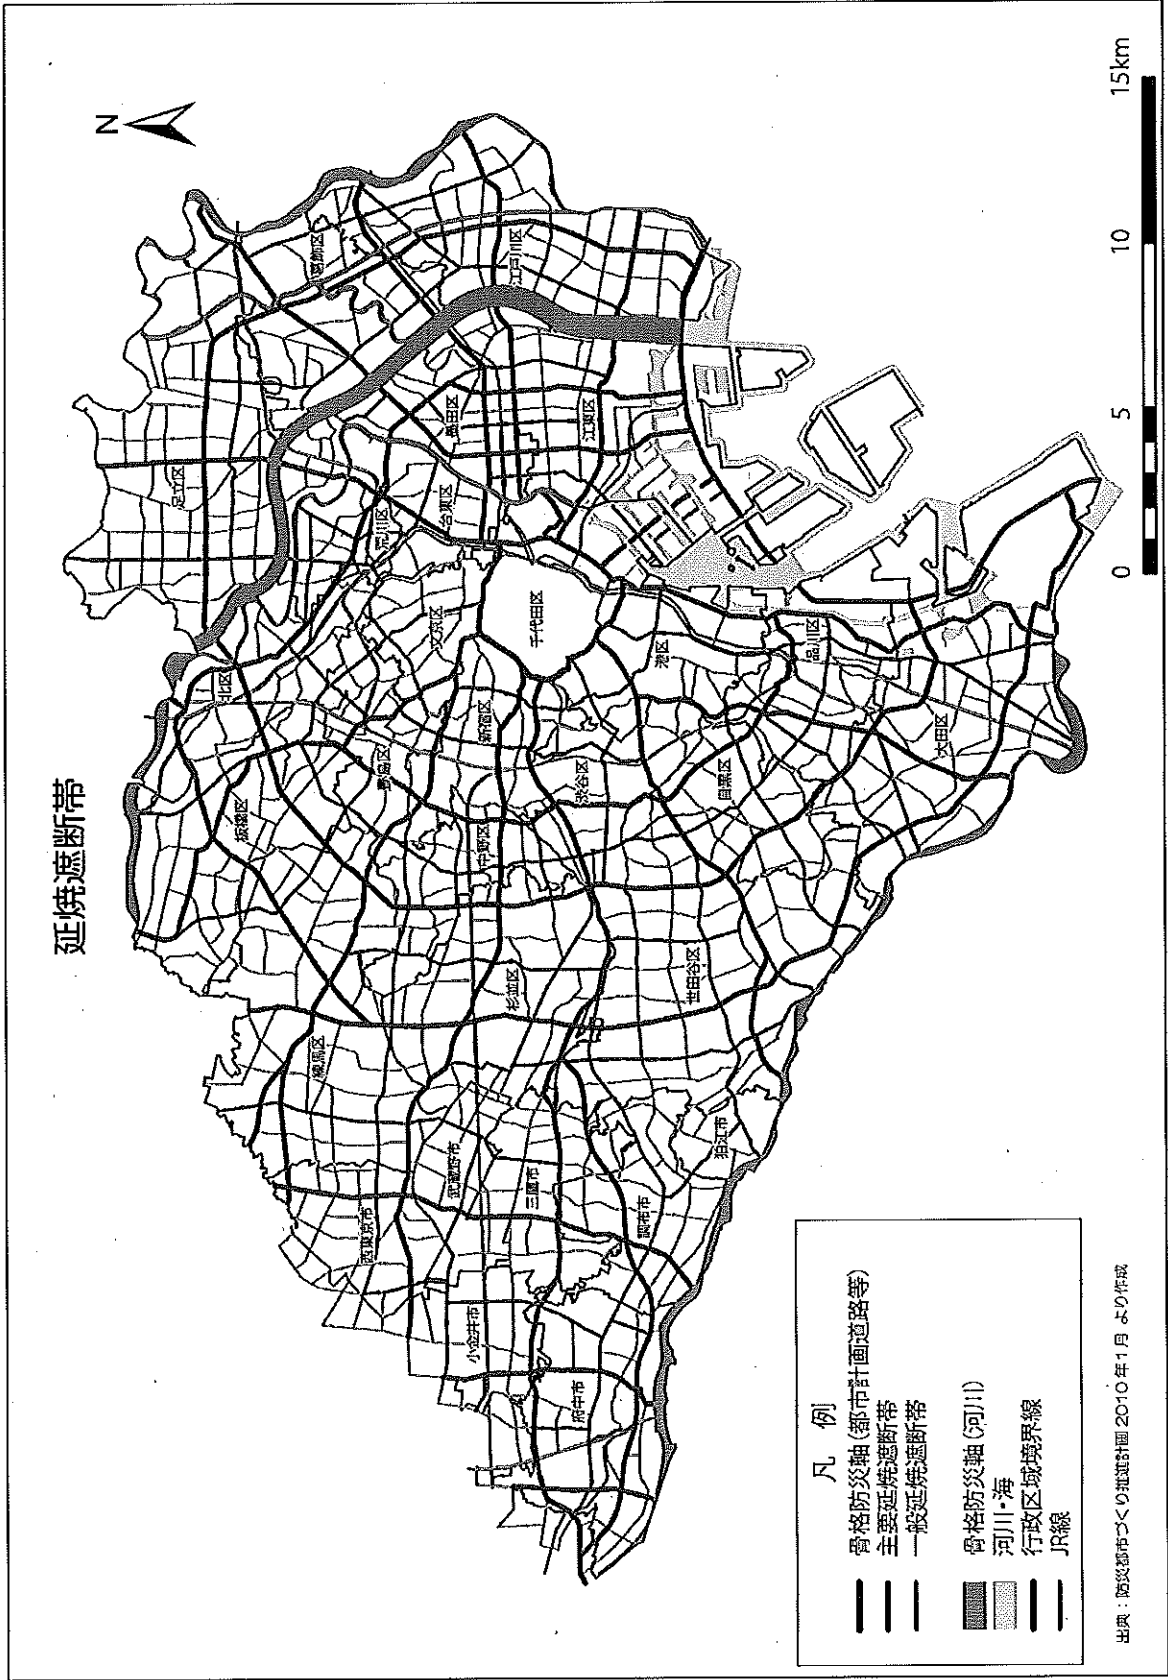 延焼遮断帯
N
足立区
葛飾区
北区
板橋区
荒川区
江戸川区
墨田区
台東区
文京区
豊島区
練馬区
新宿区
中野区
千代田区
江東区
杉並区
渋谷区
港区
西東京市
武蔵野市
三鷹市
目黒区
品川区
世田谷区
小金井市
調布市
狛江市
府中市
大田区
凡 例
骨格防災軸(都市計画道路等)
主要延焼遮断帯
一般延焼遮断帯
骨格防災軸(河川)
河川・海
行政区域境界線
JR線
0 5 10 15km
出典：防災都市づくり推進計画 2010年1月 より作成